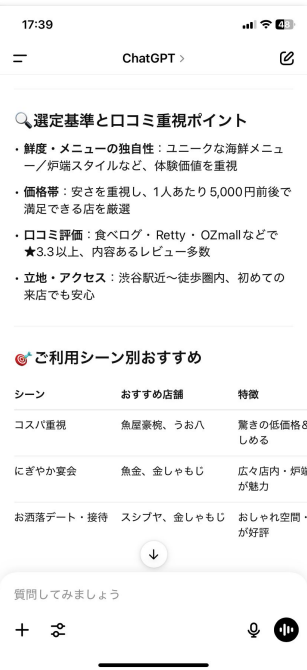 17:39
48
ChatGPT
🔍選定基準と口コミ重視ポイント
・鮮度・メニューの独自性：ユニークな海鮮メニュ
ー／炉端スタイルなど、体験価値を重視
・価格帯：安さを重視し、1人あたり5,000円前後で
満足できる店を厳選
・口コミ評価：食べログ・Retty・OZmallなどで
★3.3以上、内容あるレビュー多数
・立地・アクセス：渋谷駅近〜徒歩圏内、初めての
来店でも安心
🎯ご利用シーン別おすすめ
シーン おすすめ店舗 特徴
コスパ重視 魚屋豪椀、うお八 驚きの低価格&
しめる
にぎやか宴会 魚金、金しゃもじ 広々店内・炉端
が魅力
お洒落デート・接待 スシブヤ、金しゃもじ おしゃれ空間・
が好評
質問してみましょう